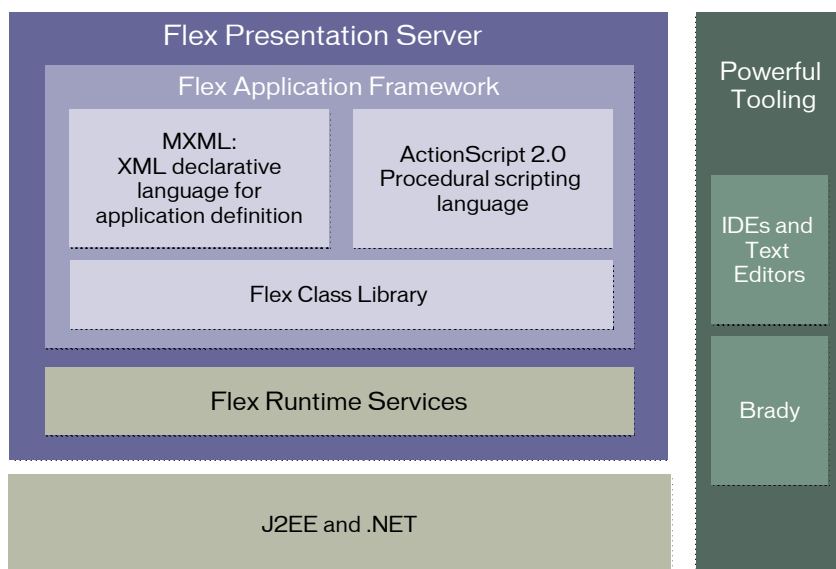 Flex Presentation Server
Flex Application Framework
MXML:
XML declarative
language for
application definition
ActionScript 2.0
Procedural scripting
language
Flex Class Library
Flex Runtime Services
J2EE and .NET
Powerful
Tooling
IDEs and
Text
Editors
Brady